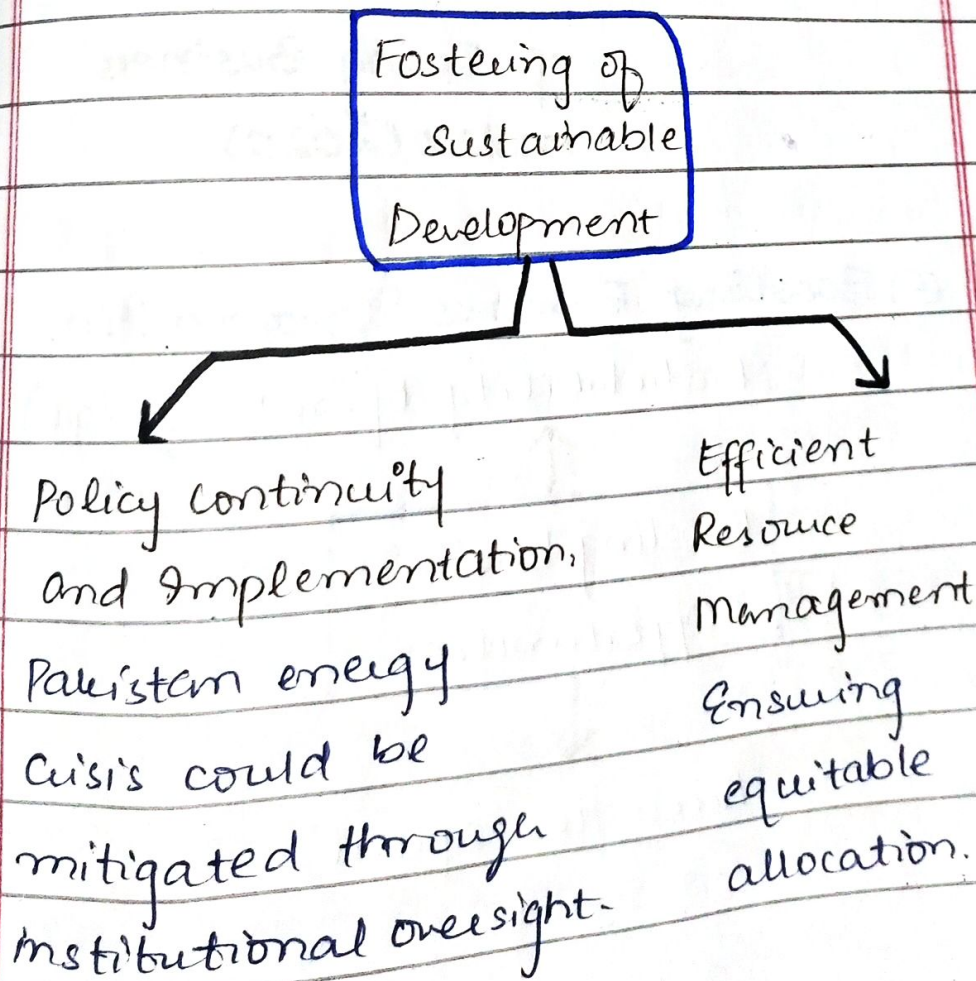 Fostering of
Sustainable
Development
Policy continuity
and Implementation,
Pakistan energy
Crisis could be
mitigated through
institutional oversight.
Efficient
Resource
Management
Ensuring
equitable
allocation.